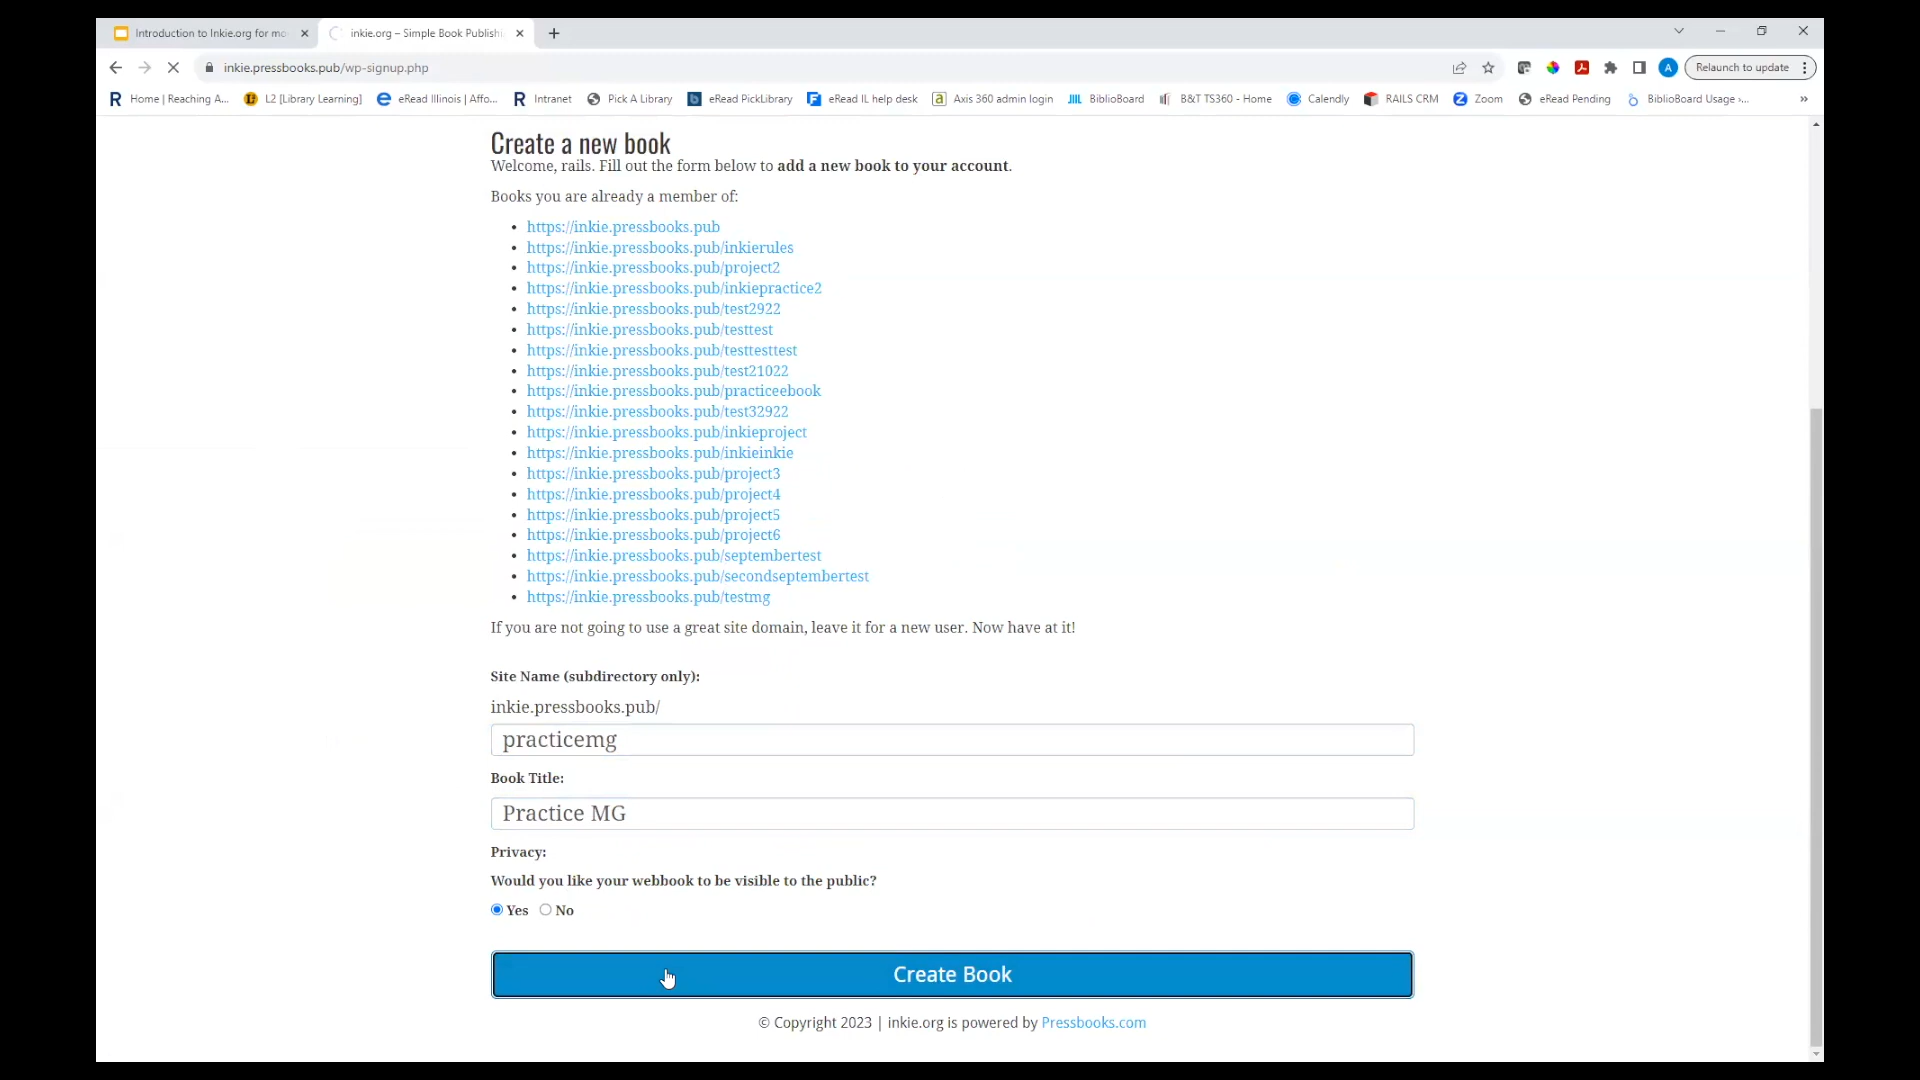 Introduction to Inkie.org for mo
inkie.org – Simple Book Publishi
inkie.pressbooks.pub/wp-signup.php
Relaunch to update
A
Home | Reaching A...
L2 [Library Learning]
eRead Illinois | Affo...
Intranet
Pick A Library
eRead PickLibrary
eRead IL help desk
Axis 360 admin login
BiblioBoard
B&T TS360 - Home
Calendly
RAILS CRM
Zoom
eRead Pending
BiblioBoard Usage ›...
»
Create a new book
Welcome, rails. Fill out the form below to add a new book to your account.
Books you are already a member of:
• https://inkie.pressbooks.pub
• https://inkie.pressbooks.pub/inkierules
• https://inkie.pressbooks.pub/project2
• https://inkie.pressbooks.pub/inkiepractice2
• https://inkie.pressbooks.pub/test2922
• https://inkie.pressbooks.pub/testtest
• https://inkie.pressbooks.pub/testtesttest
• https://inkie.pressbooks.pub/test21022
• https://inkie.pressbooks.pub/practiceebook
• https://inkie.pressbooks.pub/test32922
• https://inkie.pressbooks.pub/inkieproject
• https://inkie.pressbooks.pub/inkieinkie
• https://inkie.pressbooks.pub/project3
• https://inkie.pressbooks.pub/project4
• https://inkie.pressbooks.pub/project5
• https://inkie.pressbooks.pub/project6
• https://inkie.pressbooks.pub/septembertest
• https://inkie.pressbooks.pub/secondseptembertest
• https://inkie.pressbooks.pub/testmg
If you are not going to use a great site domain, leave it for a new user. Now have at it!
Site Name (subdirectory only):
inkie.pressbooks.pub/
practicemg
Book Title:
Practice MG
Privacy:
Would you like your webbook to be visible to the public?
Yes No
Create Book
© Copyright 2023 | inkie.org is powered by Pressbooks.com